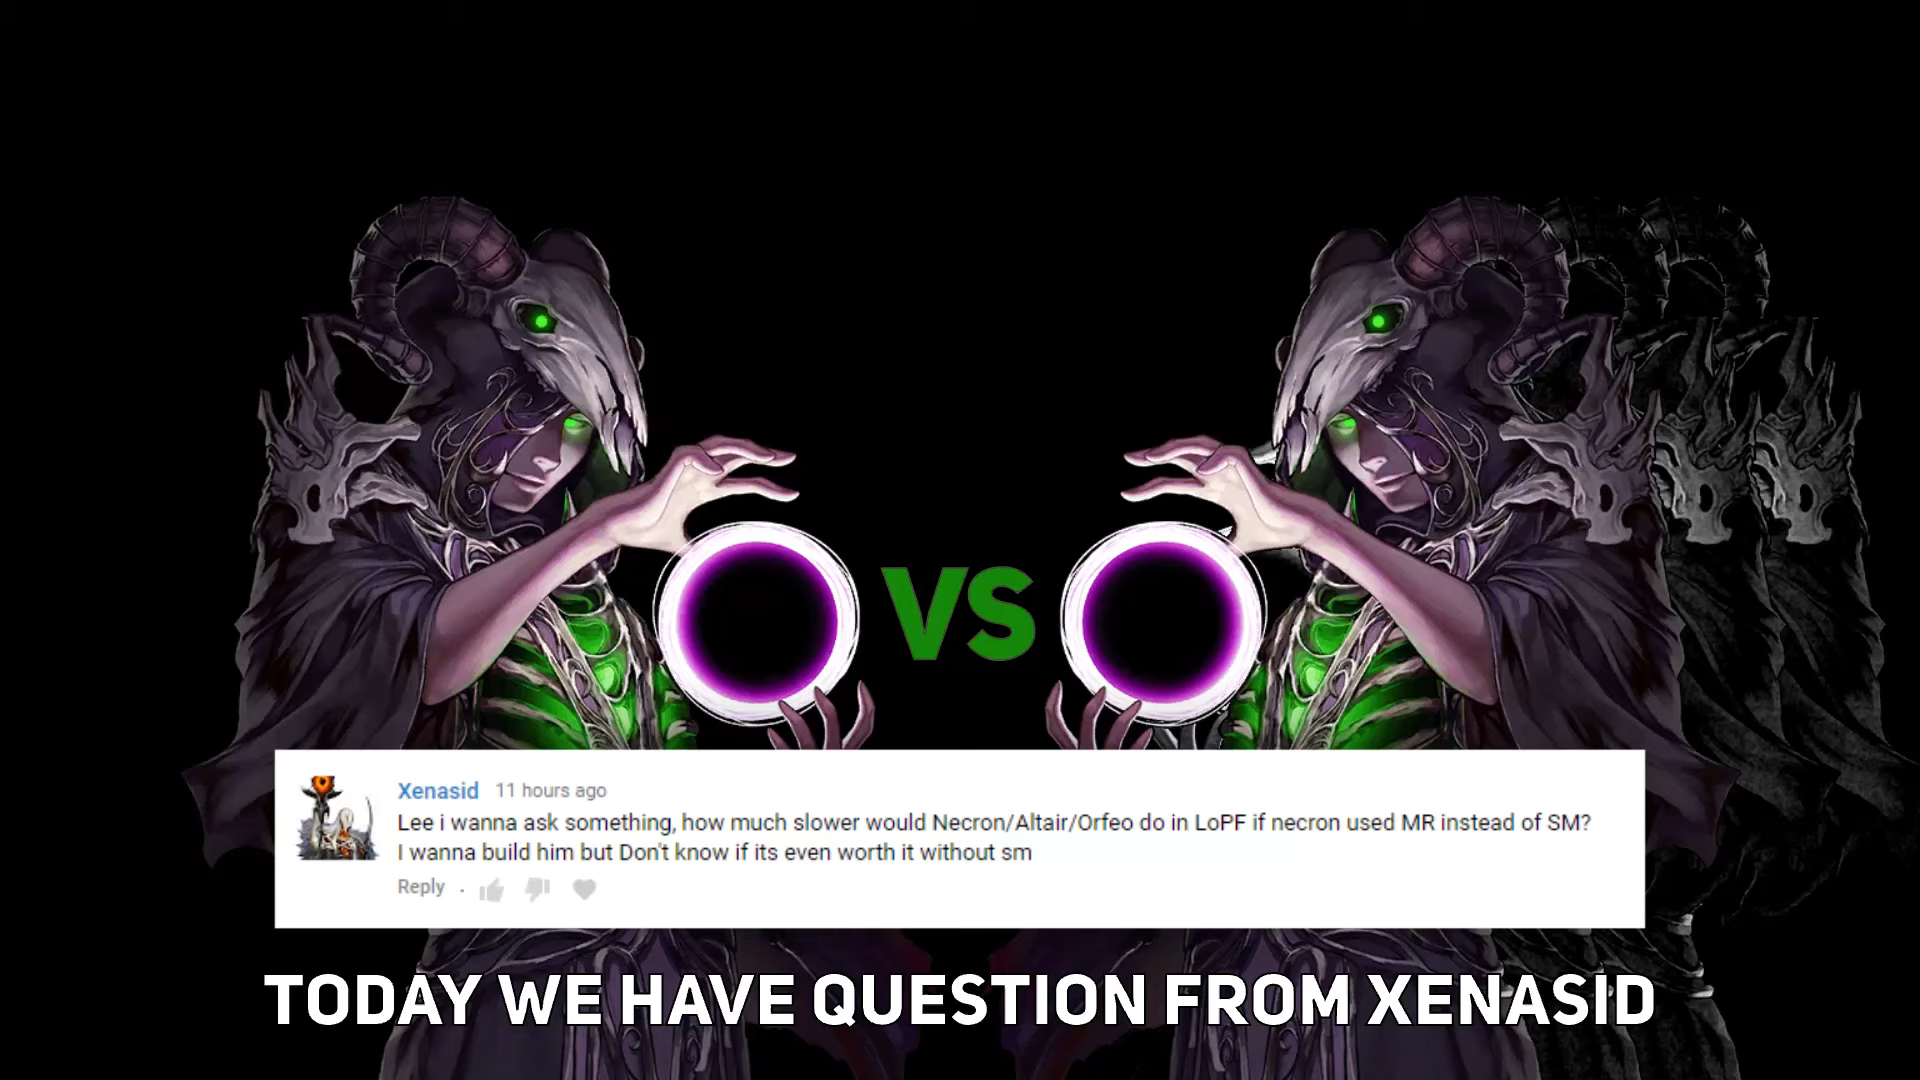 VS
Xenasid 11 hours ago
Lee i wanna ask something, how much slower would Necron/Altair/Orfeo do in LoPF if necron used MR instead of SM?
I wanna build him but Don't know if its even worth it without sm
Reply .
TODAY WE HAVE QUESTION FROM XENASID